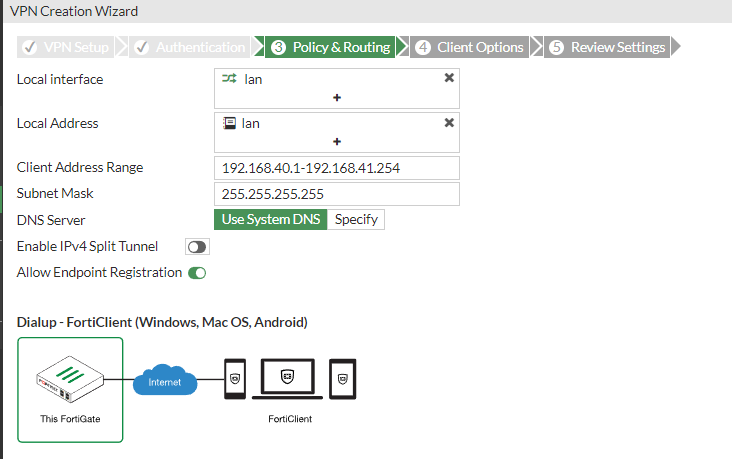 VPN Creation Wizard
VPN Setup Authentication 3 Policy & Routing 4 Client Options 5 Review Settings
Local interface lan
+
Local Address lan
+
Client Address Range 192.168.40.1-192.168.41.254
Subnet Mask 255.255.255.255
DNS Server Use System DNS Specify
Enable IPv4 Split Tunnel
Allow Endpoint Registration
Dialup - FortiClient (Windows, Mac OS, Android)
Internet
This FortiGate FortiClient